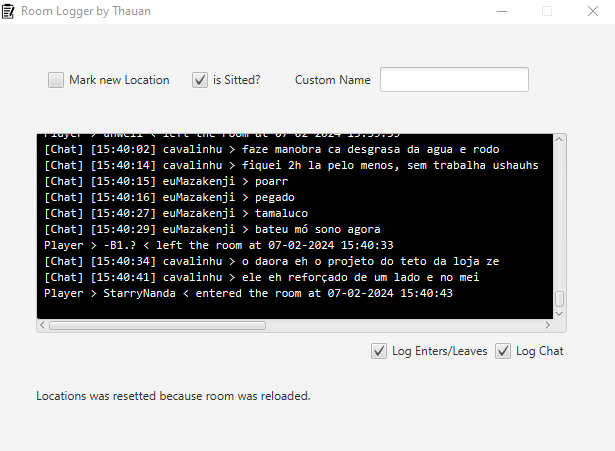 Room Logger by Thauan
Mark new Location
is Sitted?
Custom Name
Player > unwell < left the room at 07-02-2024 15:39:59
[Chat] [15:40:02] cavalinhu > faze manobra ca desgrasa da agua e rodo
[Chat] [15:40:14] cavalinhu > fiquei 2h la pelo menos, sem trabalha ushauhs
[Chat] [15:40:15] euMazakenji > poarr
[Chat] [15:40:16] euMazakenji > pegado
[Chat] [15:40:27] euMazakenji > tamaluco
[Chat] [15:40:29] euMazakenji > bateu mó sono agora
Player > -B1.? < left the room at 07-02-2024 15:40:33
[Chat] [15:40:34] cavalinhu > o daora eh o projeto do teto da loja ze
[Chat] [15:40:41] cavalinhu > ele eh reforçado de um lado e no mei
Player > StarryNanda < entered the room at 07-02-2024 15:40:43
Log Enters/Leaves
Log Chat
Locations was resetted because room was reloaded.